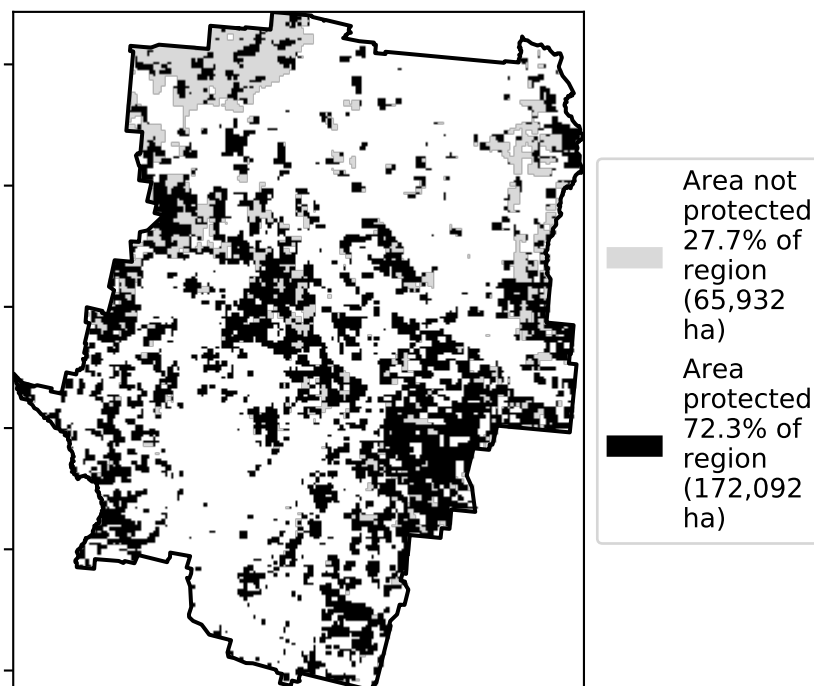 Area not
protected
27.7% of
region
(65,932
ha)
Area
protected
72.3% of
region
(172,092
ha)